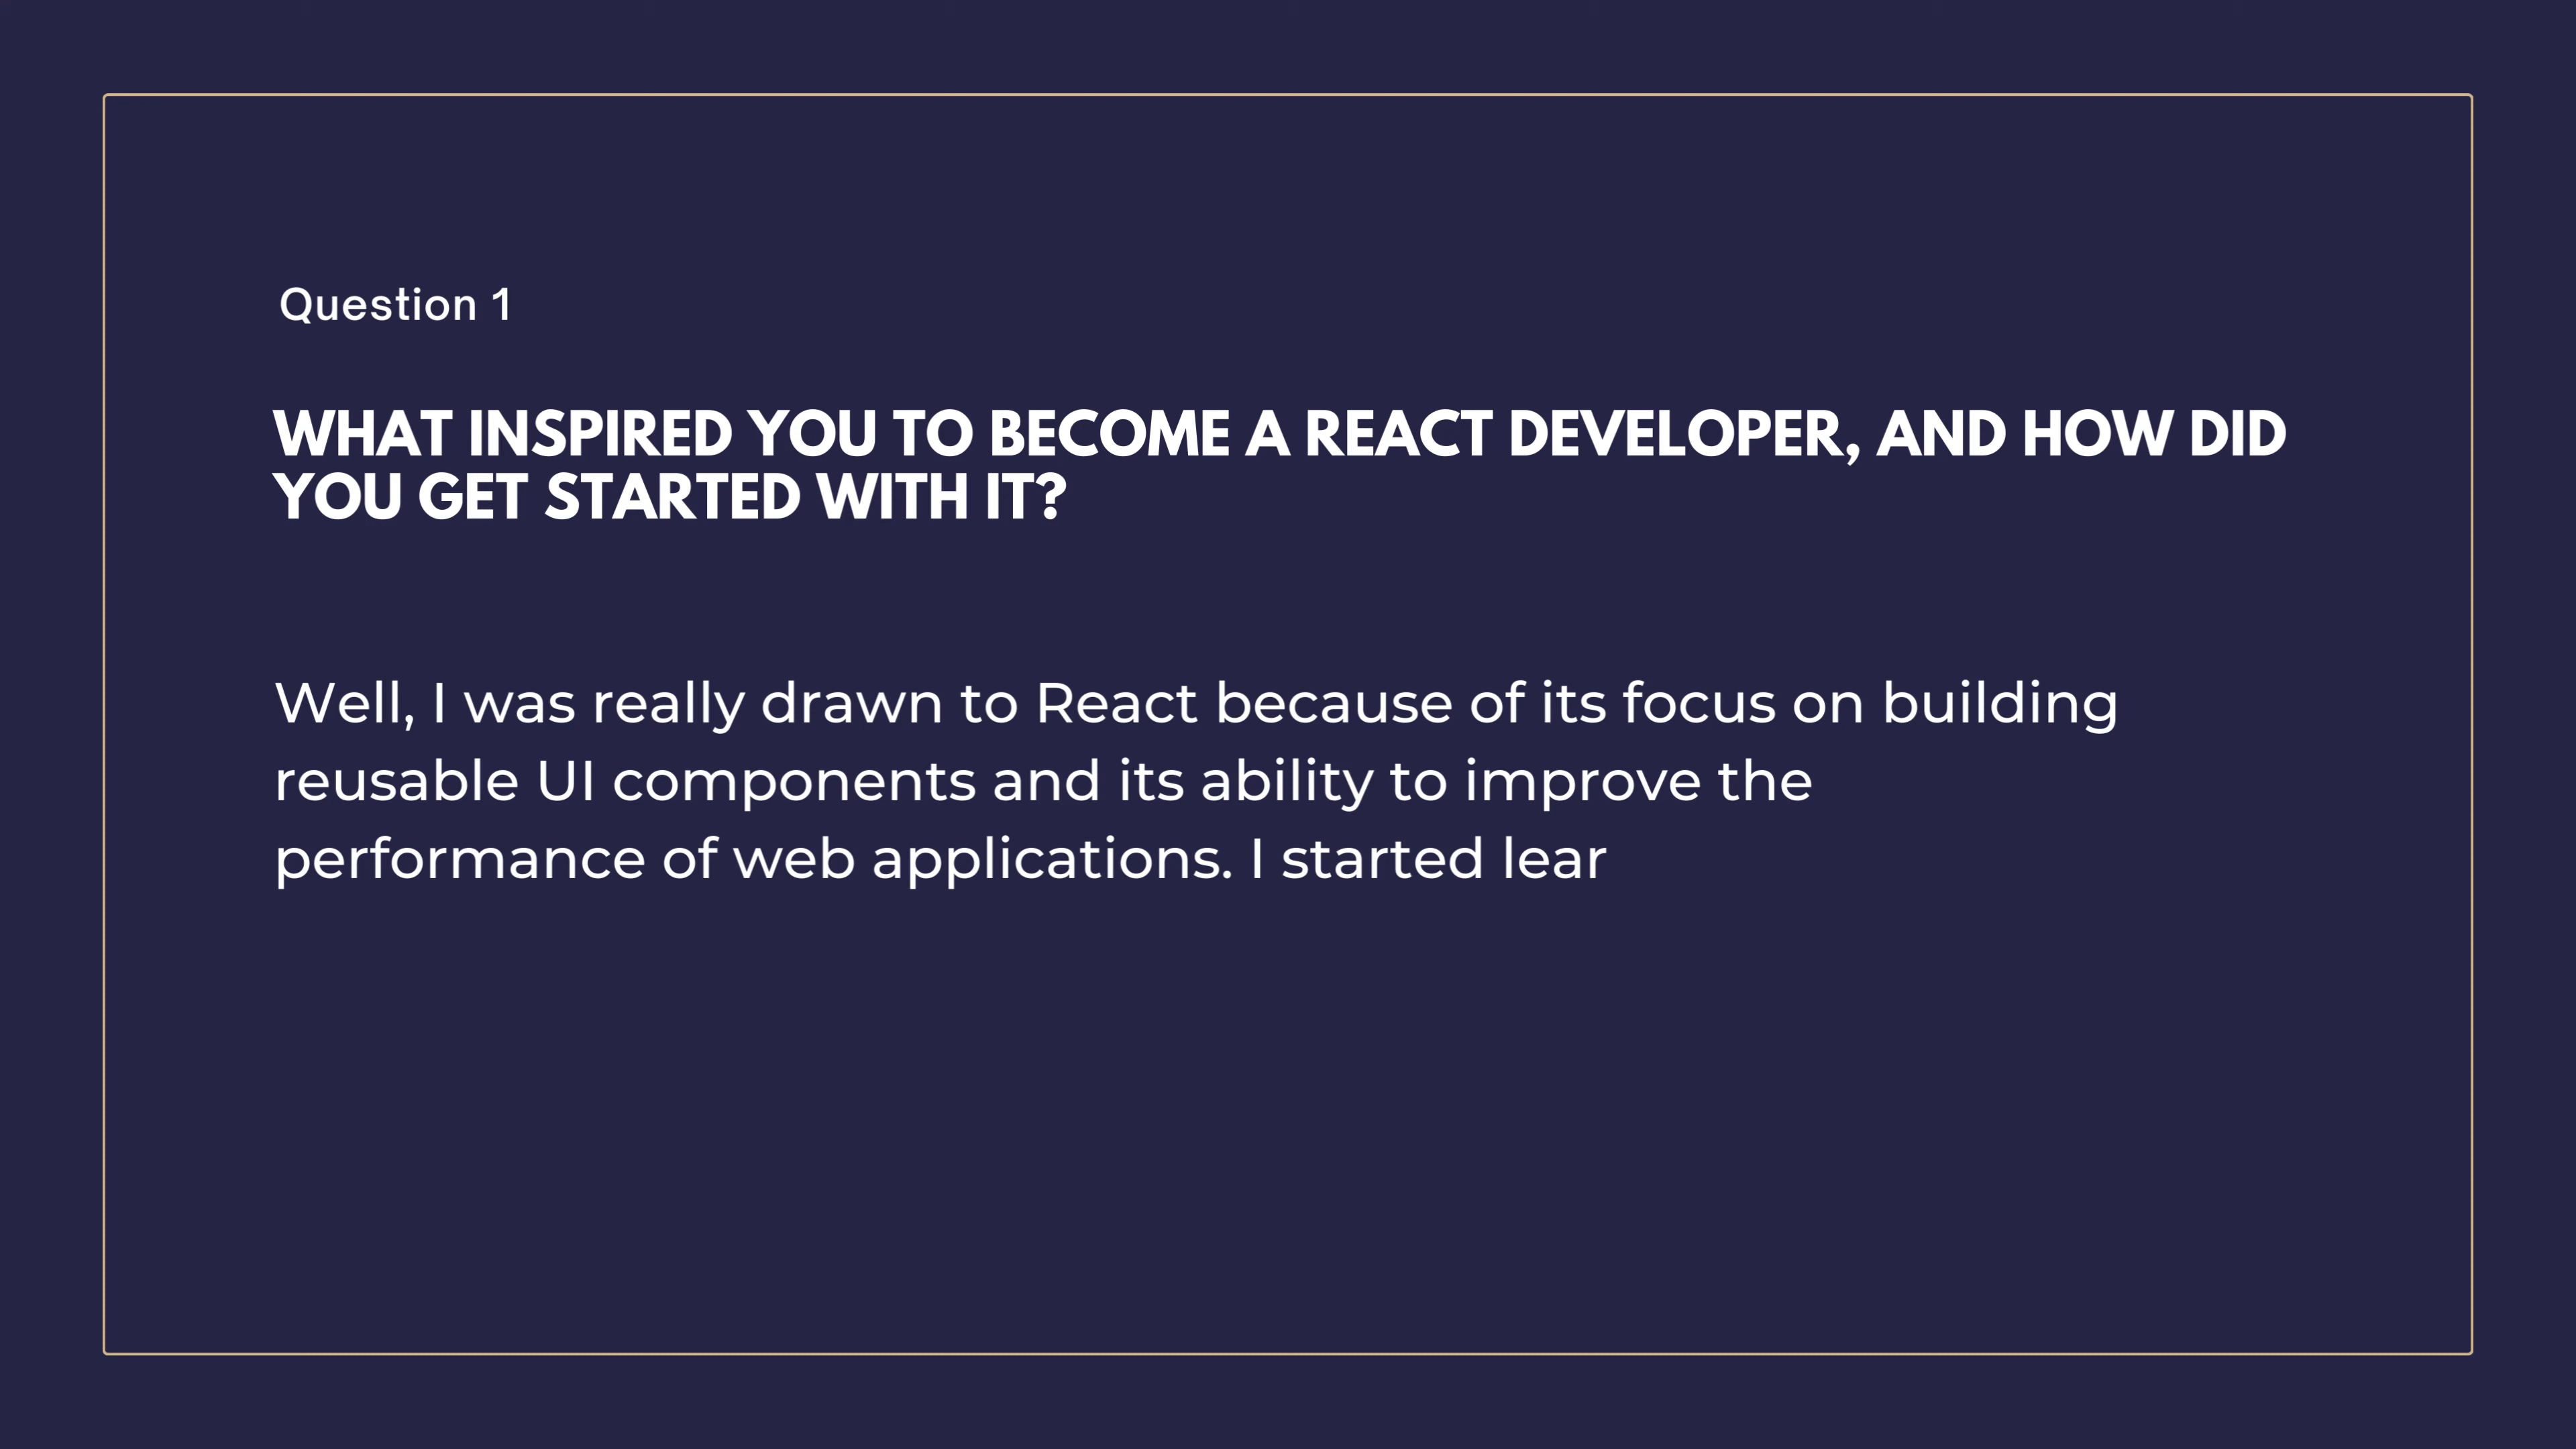 Question 1
WHAT INSPIRED YOU TO BECOME A REACT DEVELOPER, AND HOW DID
YOU GET STARTED WITH IT?
Well, I was really drawn to React because of its focus on building
reusable UI components and its ability to improve the
performance of web applications. I started lear